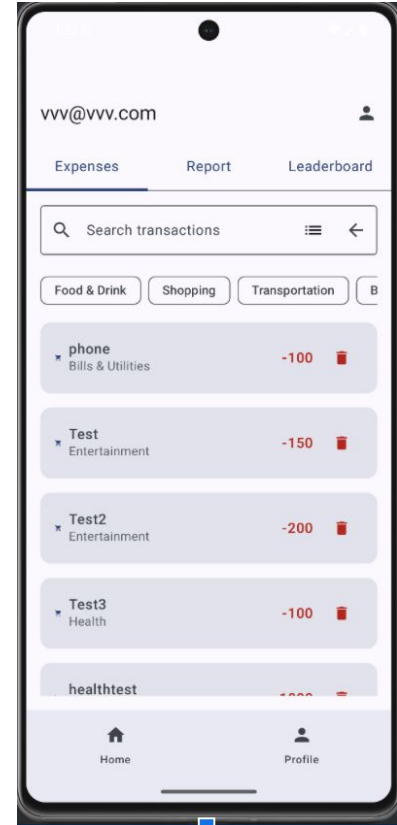 vvv@vvv.com
Expenses Report Leaderboard
Search transactions
Food & Drink Shopping Transportation B
phone
Bills & Utilities
-100
Test
Entertainment
-150
Test2
Entertainment
-200
Test3
Health
-100
healthtest
Home Profile